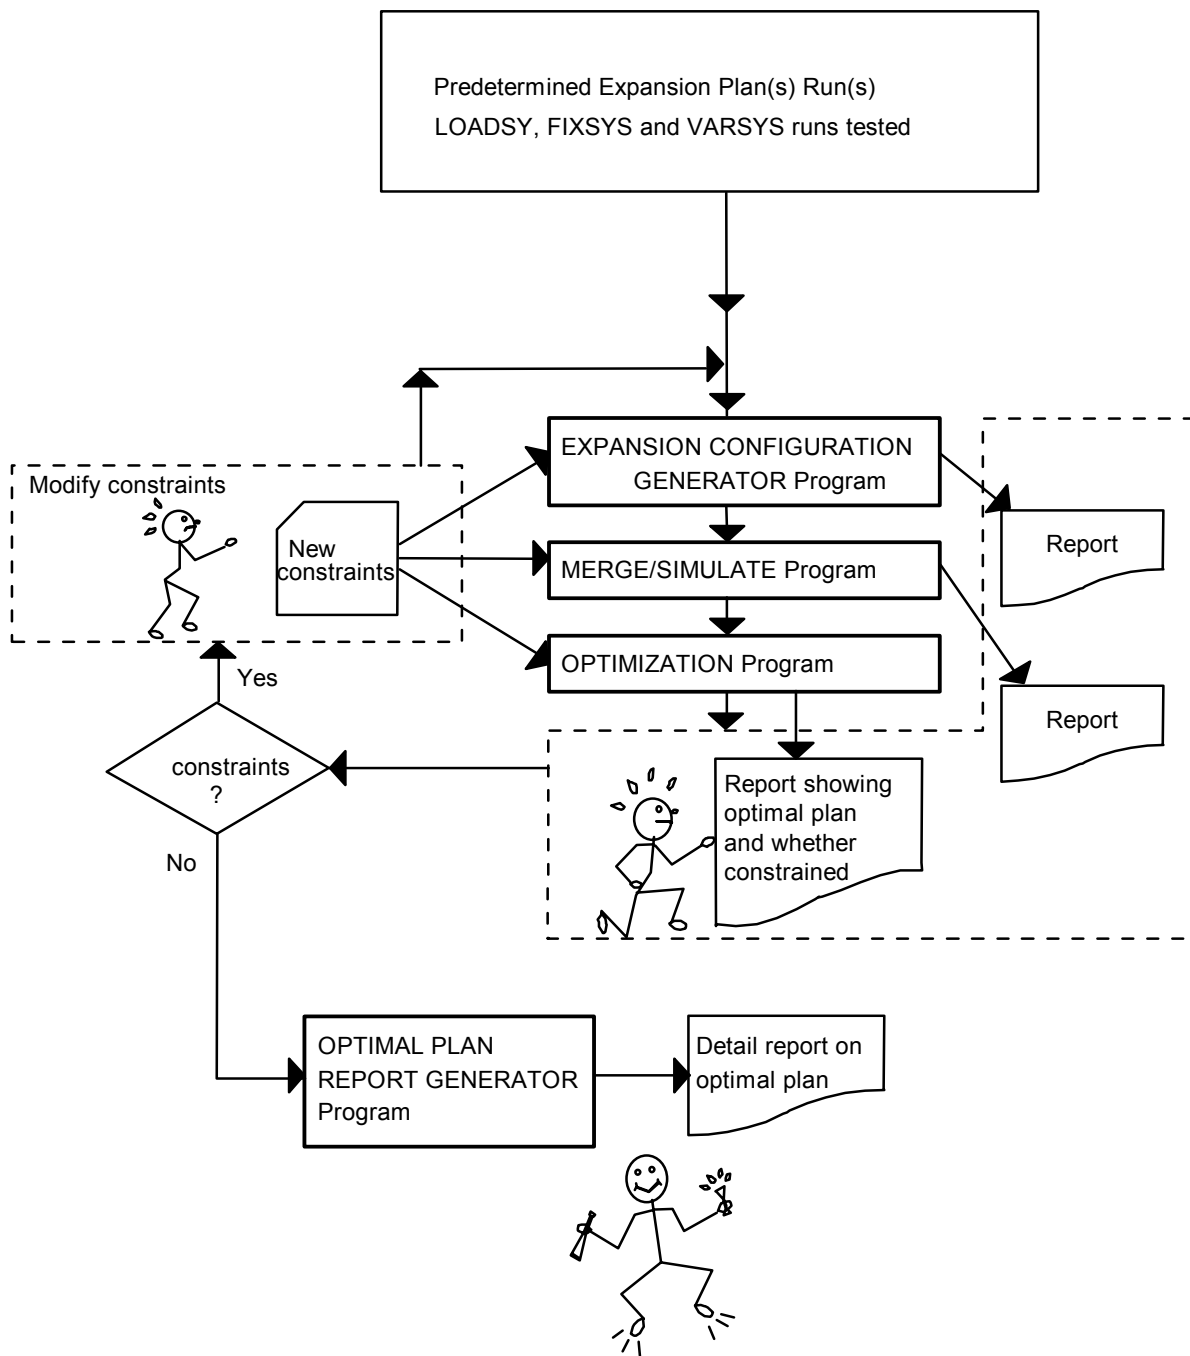 Predetermined Expansion Plan(s) Run(s)
LOADSY, FIXSYS and VARSYS runs tested
EXPANSION CONFIGURATION
GENERATOR Program
Modify constraints
New
constraints
Report
MERGE/SIMULATE Program
OPTIMIZATION Program
Yes
Report
constraints
?
Report showing
optimal plan
and whether
constrained
No
OPTIMAL PLAN
REPORT GENERATOR
Program
Detail report on
optimal plan